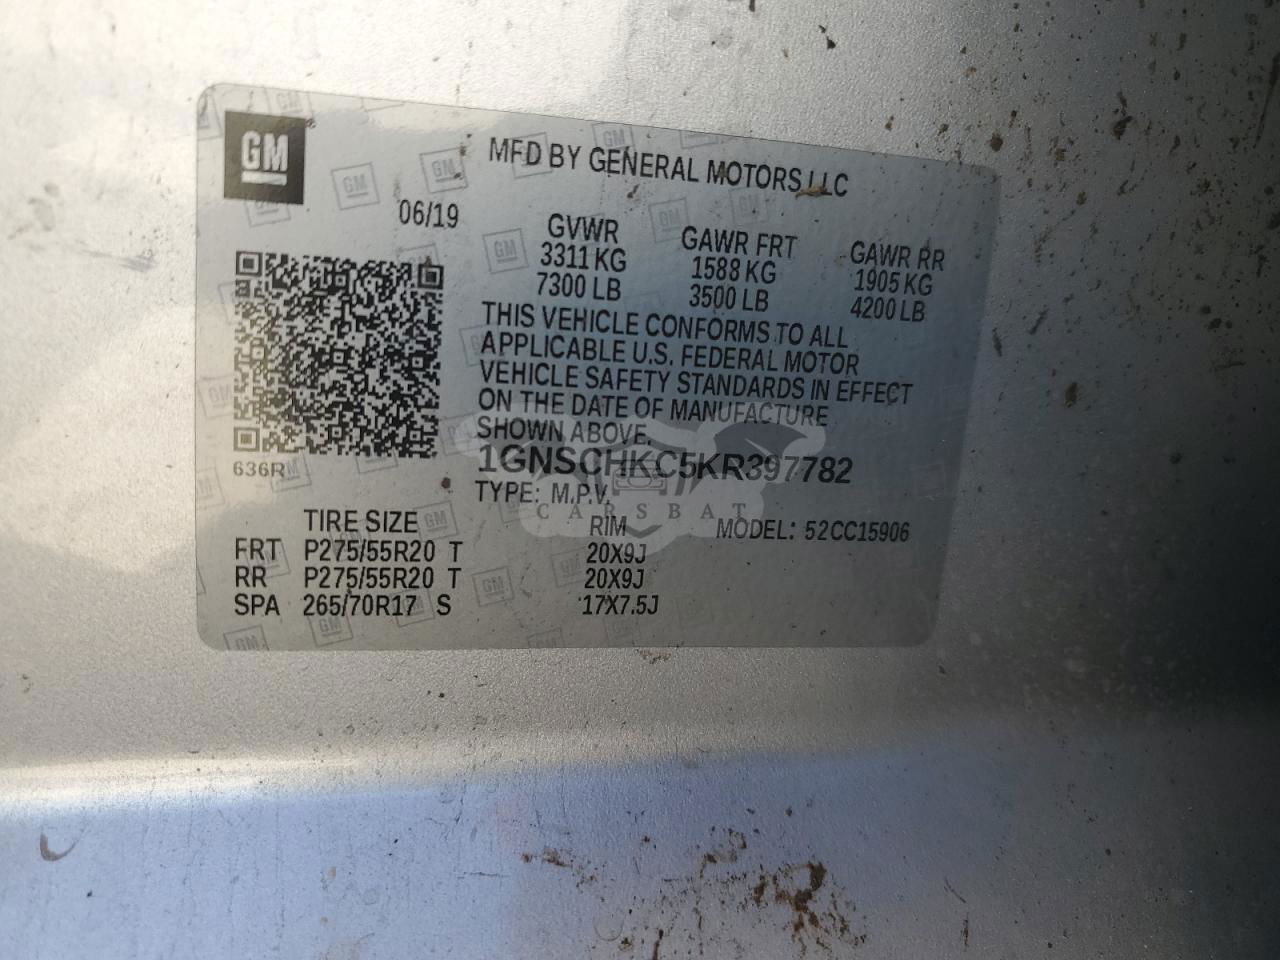 GM
MFD BY GENERAL MOTORS LLC
06/19
GVWR GAWR FRT GAWR RR
3311 KG 1588 KG 1905 KG
7300 LB 3500 LB 4200 LB
THIS VEHICLE CONFORMS TO ALL
APPLICABLE U.S. FEDERAL MOTOR
VEHICLE SAFETY STANDARDS IN EFFECT
ON THE DATE OF MANUFACTURE
SHOWN ABOVE.
636R
1GNSCHKC5KR397782
TYPE: M.P.V.
CARSBAT
TIRE SIZE RIM MODEL: 52CC15906
FRT P275/55R20 T 20X9J
RR P275/55R20 T 20X9J
SPA 265/70R17 S 17X7.5J